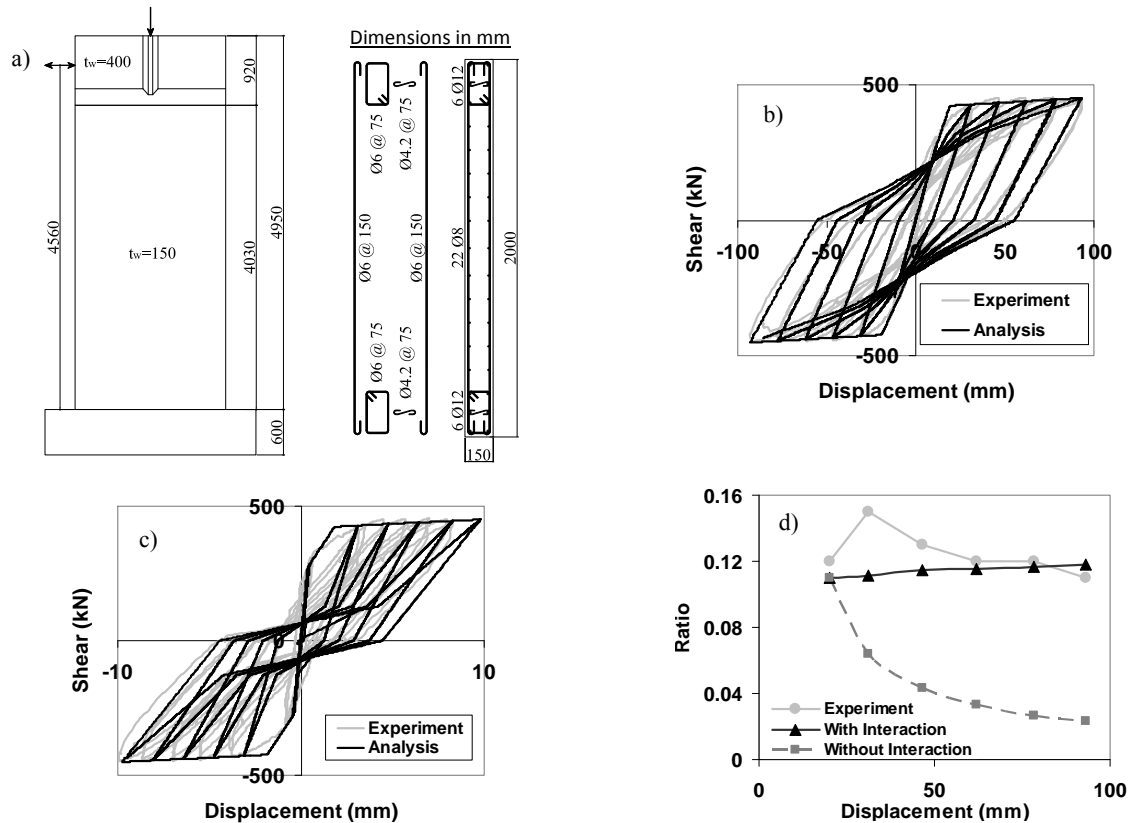 a)
tw=400
920
4560
tw=150
4030
4950
600
Dimensions in mm
Ø6 @ 75
Ø4.2 @ 75
6 Ø12
Ø6 @ 150
Ø6 @ 150
22 Ø8
2000
Ø6 @ 75
Ø4.2 @ 75
6 Ø12
150
b)
500
Shear (kN)
0
-100
-50
0
50
100
Experiment
Analysis
-500
Displacement (mm)
c)
500
Shear (kN)
0
-10
0
10
Experiment
Analysis
-500
Displacement (mm)
d)
0.16
0.12
Ratio
0.08
0.04
0
Experiment
With Interaction
Without Interaction
0
50
100
Displacement (mm)